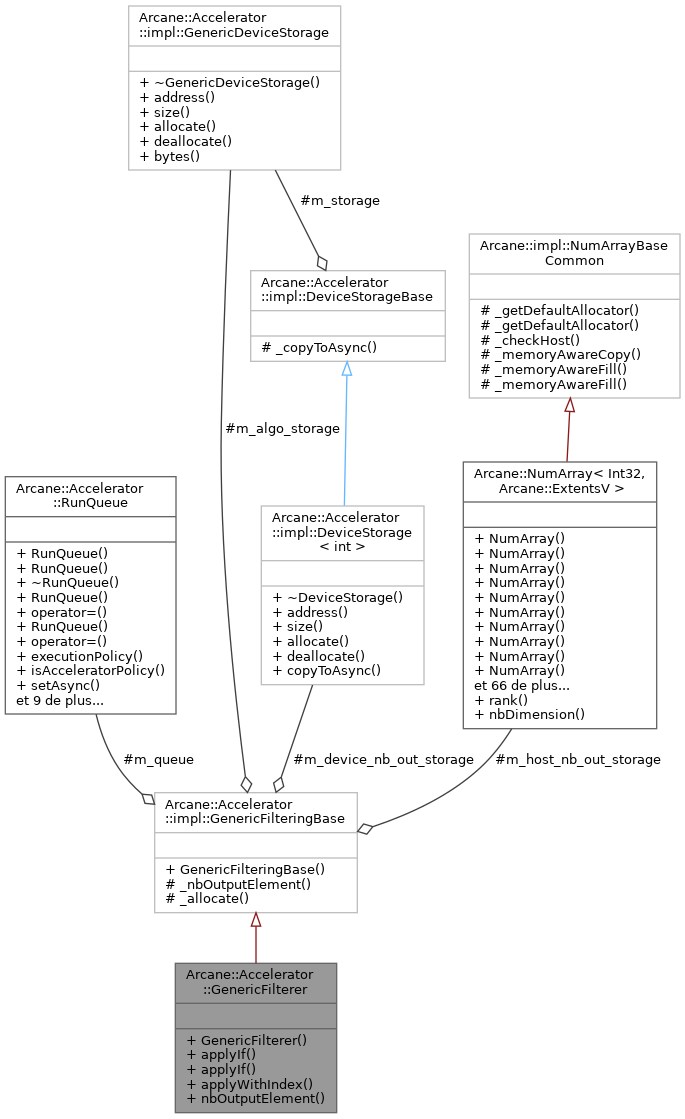 Arcane::Accelerator
::impl::GenericDeviceStorage
+ ~GenericDeviceStorage()
+ address()
+ size()
+ allocate()
+ deallocate()
+ bytes()
#m_storage
Arcane::impl::NumArrayBase
Common
# _getDefaultAllocator()
# _getDefaultAllocator()
# _checkHost()
# _memoryAwareCopy()
# _memoryAwareFill()
# _memoryAwareFill()
Arcane::Accelerator
::impl::DeviceStorageBase
# _copyToAsync()
#m_algo_storage
Arcane::Accelerator
::RunQueue
+ RunQueue()
+ RunQueue()
+ ~RunQueue()
+ RunQueue()
+ operator=()
+ RunQueue()
+ operator=()
+ executionPolicy()
+ isAcceleratorPolicy()
+ setAsync()
et 9 de plus...
Arcane::Accelerator
::impl::DeviceStorage
< int >
+ ~DeviceStorage()
+ address()
+ size()
+ allocate()
+ deallocate()
+ copyToAsync()
Arcane::NumArray< Int32,
Arcane::ExtentsV >
+ NumArray()
+ NumArray()
+ NumArray()
+ NumArray()
+ NumArray()
+ NumArray()
+ NumArray()
+ NumArray()
+ NumArray()
+ NumArray()
et 66 de plus...
+ rank()
+ nbDimension()
#m_queue
#m_device_nb_out_storage
#m_host_nb_out_storage
Arcane::Accelerator
::impl::GenericFilteringBase
+ GenericFilteringBase()
# _nbOutputElement()
# _allocate()
Arcane::Accelerator
::GenericFilterer
+ GenericFilterer()
+ applyIf()
+ applyIf()
+ applyWithIndex()
+ nbOutputElement()